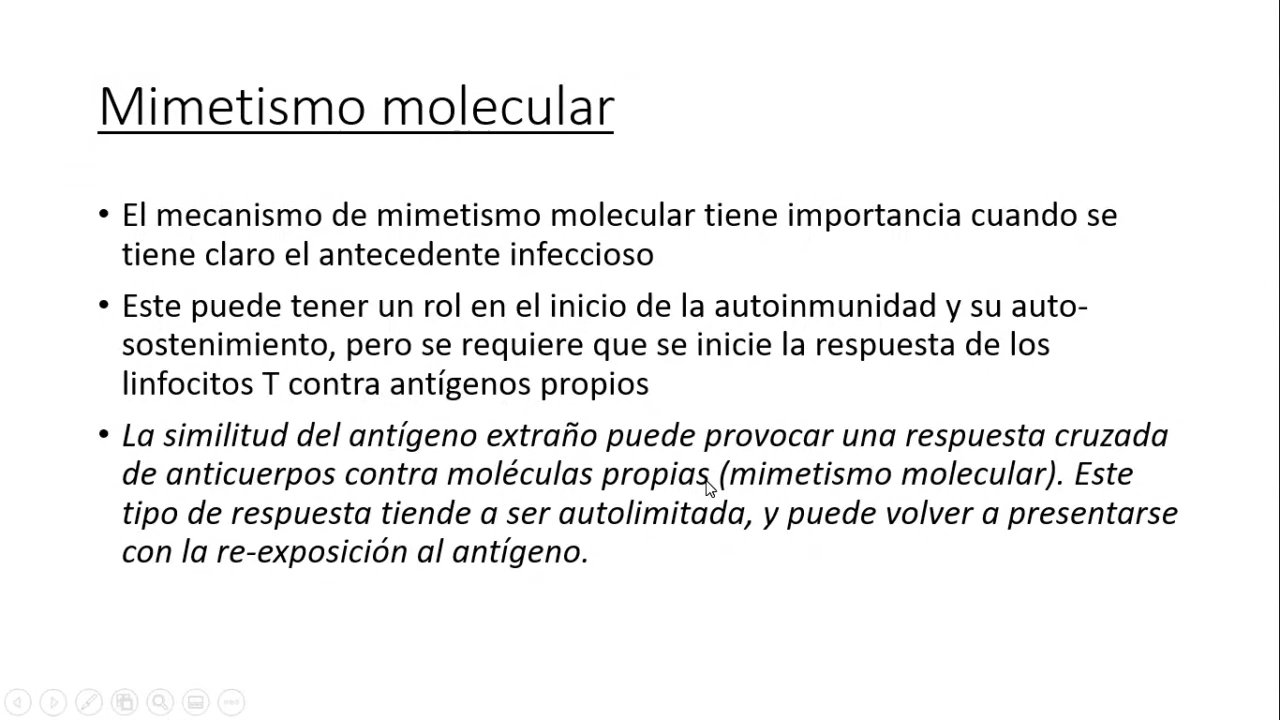 Mimetismo molecular
• El mecanismo de mimetismo molecular tiene importancia cuando se
tiene claro el antecedente infeccioso
• Este puede tener un rol en el inicio de la autoinmunidad y su auto-
sostenimiento, pero se requiere que se inicie la respuesta de los
linfocitos T contra antígenos propios
• La similitud del antígeno extraño puede provocar una respuesta cruzada
de anticuerpos contra moléculas propias (mimetismo molecular). Este
tipo de respuesta tiende a ser autolimitada, y puede volver a presentarse
con la re-exposición al antígeno.